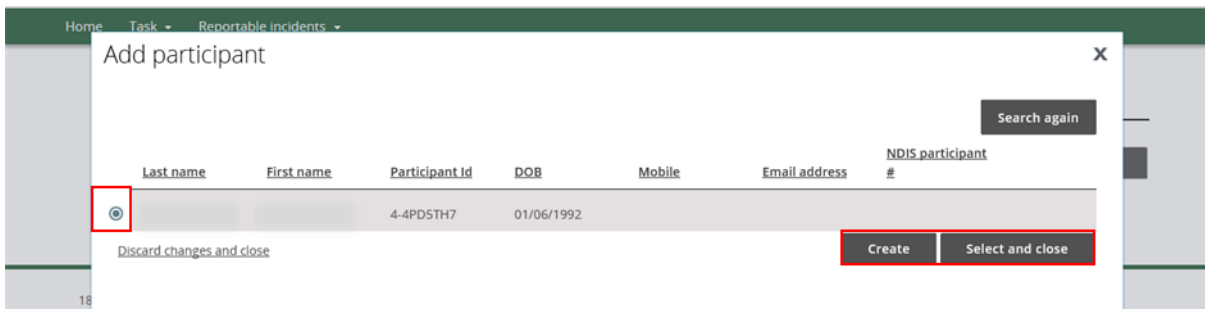 Home Task Reportable incidents
Add participant X
Search again
Last name First name Participant Id DOB Mobile Email address NDIS participant #
4-4PD5TH7 01/06/1992
Discard changes and close Create Select and close
18